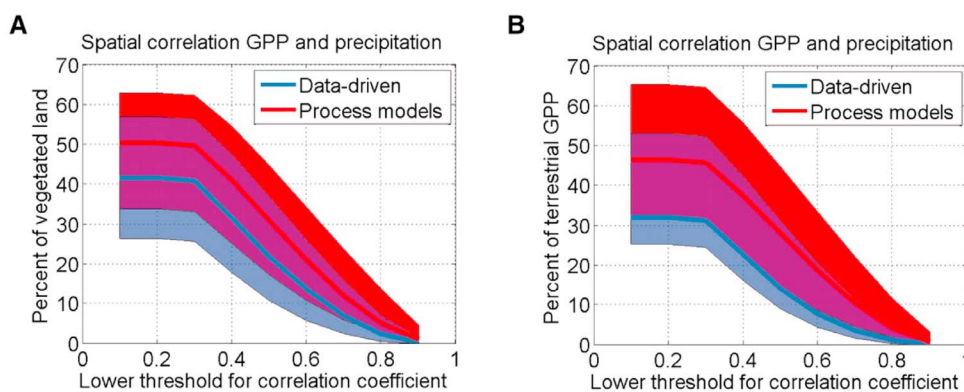 A
Spatial correlation GPP and precipitation
70
60
50
40
30
20
10
0
Percent of vegetated land
Data-driven
Process models
0 0.2 0.4 0.6 0.8 1
Lower threshold for correlation coefficient
B
Spatial correlation GPP and precipitation
70
60
50
40
30
20
10
0
Percent of terrestrial GPP
Data-driven
Process models
0 0.2 0.4 0.6 0.8 1
Lower threshold for correlation coefficient